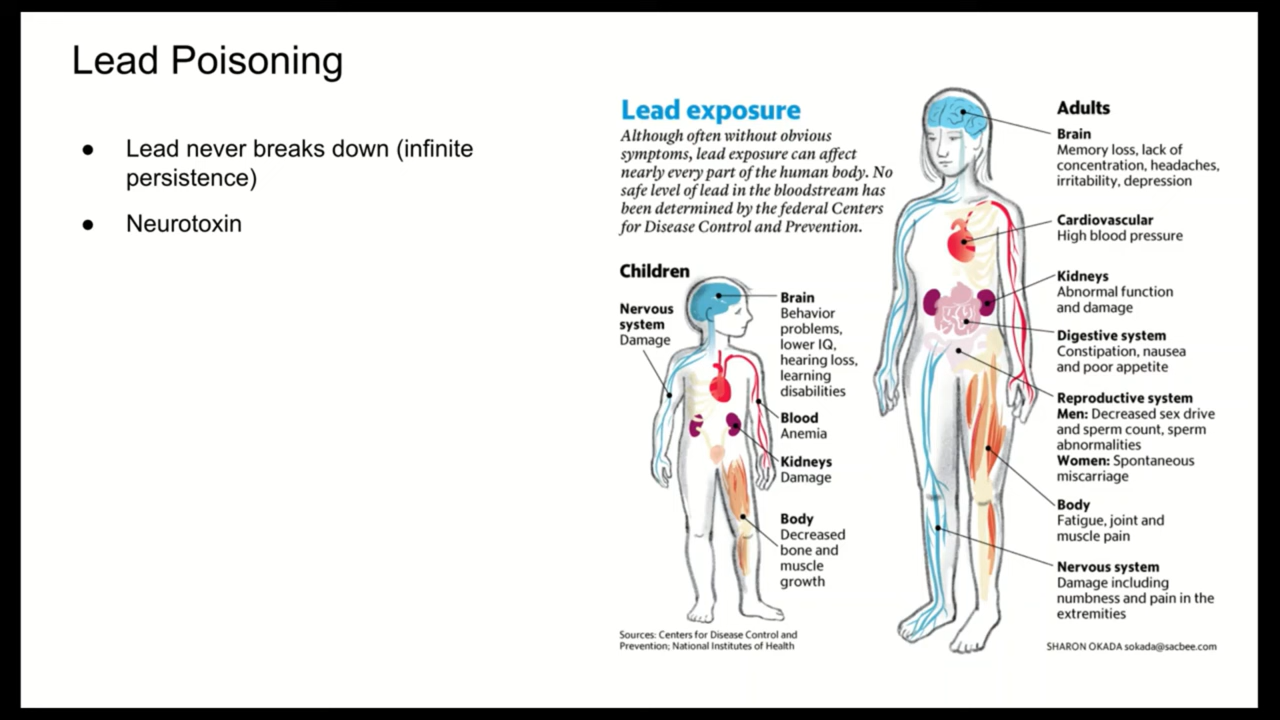 Lead Poisoning
● Lead never breaks down (infinite
persistence)
● Neurotoxin
Lead exposure
Although often without obvious
symptoms, lead exposure can affect
nearly every part of the human body. No
safe level of lead in the bloodstream has
been determined by the federal Centers
for Disease Control and Prevention.
Children
Nervous
system
Damage
Brain
Behavior
problems,
lower IQ,
hearing loss,
learning
disabilities
Blood
Anemia
Kidneys
Damage
Body
Decreased
bone and
muscle
growth
Sources: Centers for Disease Control and
Prevention; National Institutes of Health
Adults
Brain
Memory loss, lack of
concentration, headaches,
irritability, depression
Cardiovascular
High blood pressure
Kidneys
Abnormal function
and damage
Digestive system
Constipation, nausea
and poor appetite
Reproductive system
Men: Decreased sex drive
and sperm count, sperm
abnormalities
Women: Spontaneous
miscarriage
Body
Fatigue, joint and
muscle pain
Nervous system
Damage including
numbness and pain in the
extremities
SHARON OKADA sokada@sacbee.com